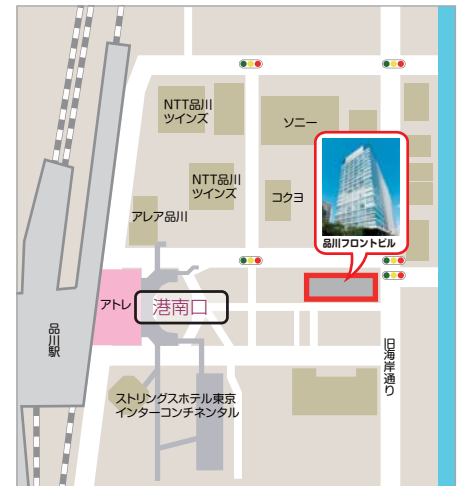 NTT品川
ツインズ
ソニー
NTT品川
ツインズ
コクヨ
アレア品川
品川フロントビル
アトレ
港南口
品川駅
旧海岸通り
ストリングスホテル東京
インターコンチネンタル